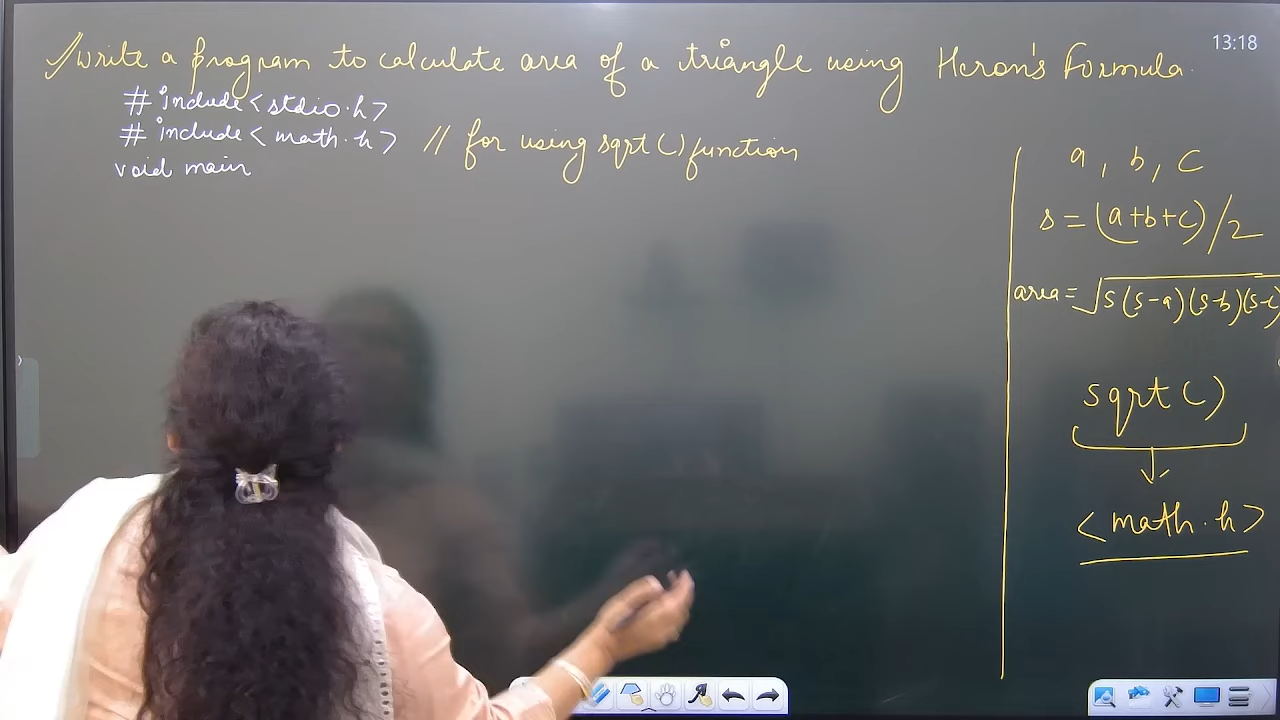 Write a program to calculate area of a triangle using Heron's Formula.
13:18
# include <stdio.h>
# include <math.h> // for using sqrt() function
void main
a, b, c
s = (a+b+c)/2
area = √s(s-a)(s-b)(s-c
sqrt()
<math.h>